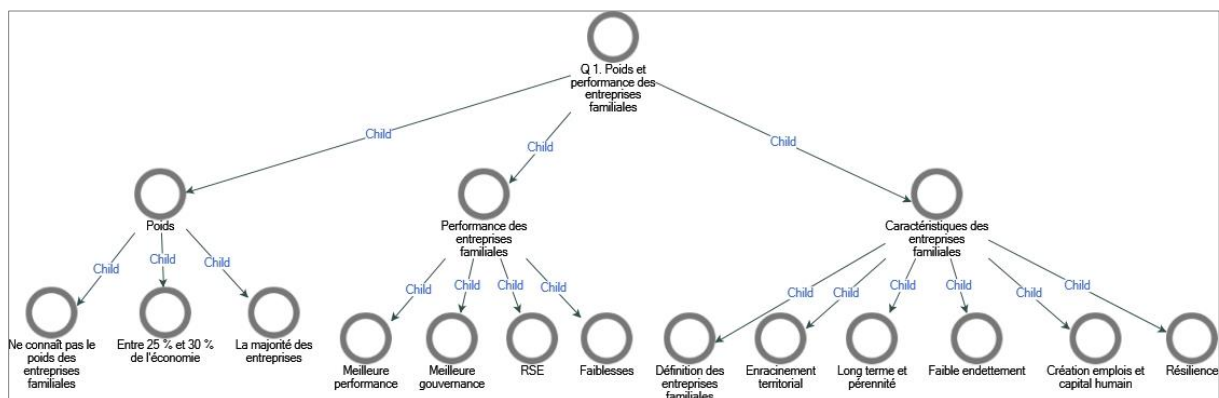 Q 1. Poids et
performance des
entreprises
familiales
Child
Child
Child
Poids
Performance des
entreprises
familiales
Caractéristiques des
entreprises
familiales
Child
Child
Child
Child
Child
Child
Child
Child
Child
Child
Child
Child
Child
Ne connaît pas le
poids des
entreprises
familiales
Entre 25 % et 30 %
de l'économie
La majorité des
entreprises
Meilleure
performance
Meilleure
gouvernance
RSE
Faiblesses
Définition des
entreprises
familiales
Enracinement
territorial
Long terme et
pérennité
Faible endettement
Création emplois et
capital humain
Résilience